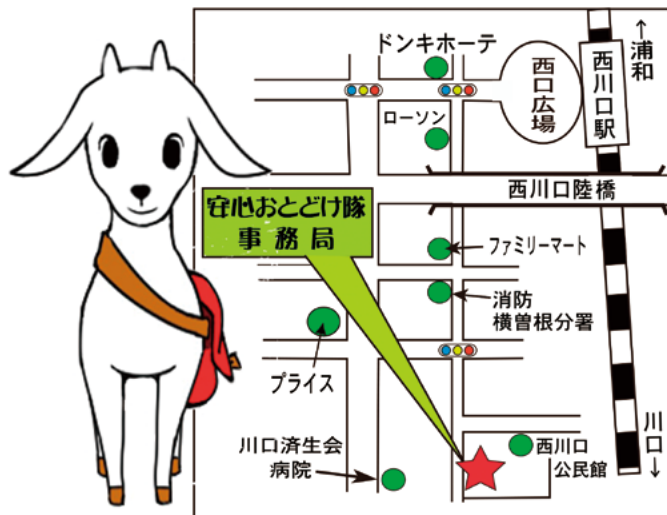 ドンキホーテ
↑浦和
西口広場
西川口駅
ローソン
西川口陸橋
安心おとどけ隊
事務局
ファミリーマート
消防
横曽根分署
プライス
川口済生会
病院
西川口
公民館
川口↓